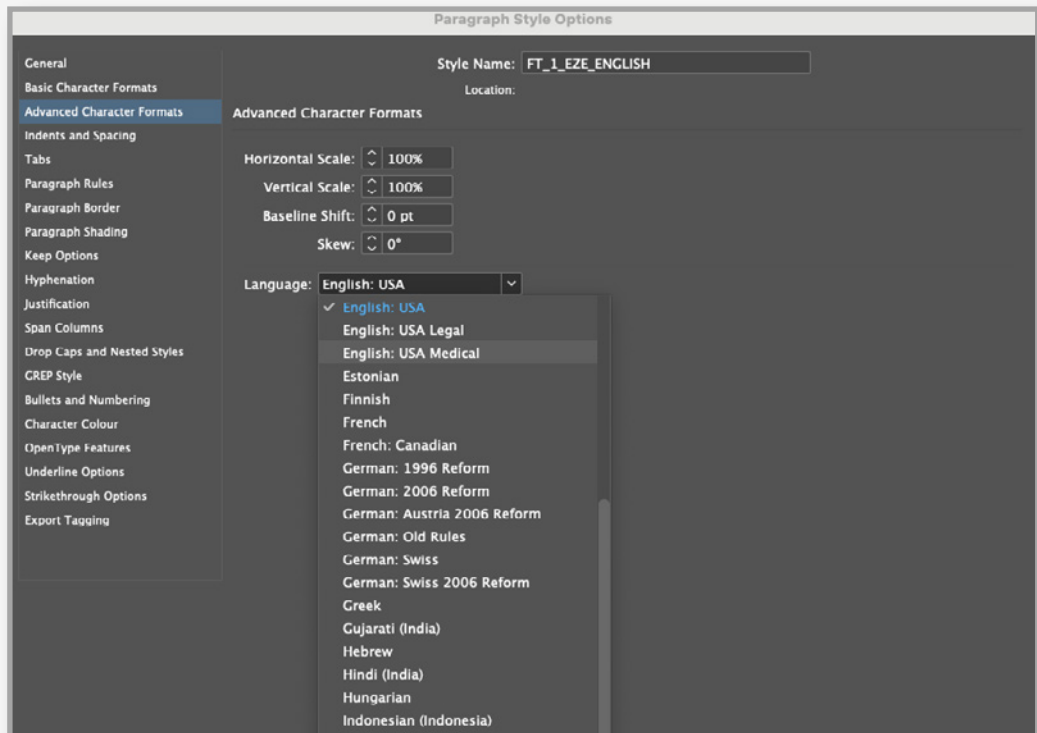 Paragraph Style Options
General
Basic Character Formats
Advanced Character Formats
Indents and Spacing
Tabs
Paragraph Rules
Paragraph Border
Paragraph Shading
Keep Options
Hyphenation
Justification
Span Columns
Drop Caps and Nested Styles
GREP Style
Bullets and Numbering
Character Colour
OpenType Features
Underline Options
Strikethrough Options
Export Tagging
Style Name: FT_1_EZE_ENGLISH
Location:
Advanced Character Formats
Horizontal Scale: 100%
Vertical Scale: 100%
Baseline Shift: 0 pt
Skew: 0°
Language: English: USA
✓ English: USA
English: USA Legal
English: USA Medical
Estonian
Finnish
French
French: Canadian
German: 1996 Reform
German: 2006 Reform
German: Austria 2006 Reform
German: Old Rules
German: Swiss
German: Swiss 2006 Reform
Greek
Gujarati (India)
Hebrew
Hindi (India)
Hungarian
Indonesian (Indonesia)